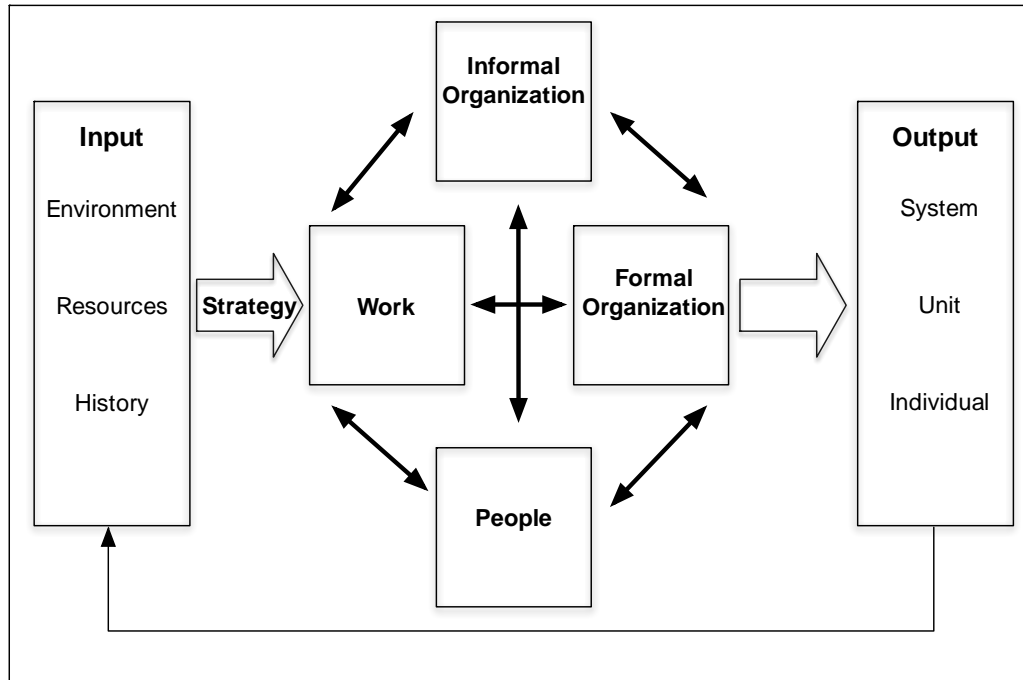 Input
Environment
Resources
History
Strategy
Informal
Organization
Work
Formal
Organization
People
Output
System
Unit
Individual